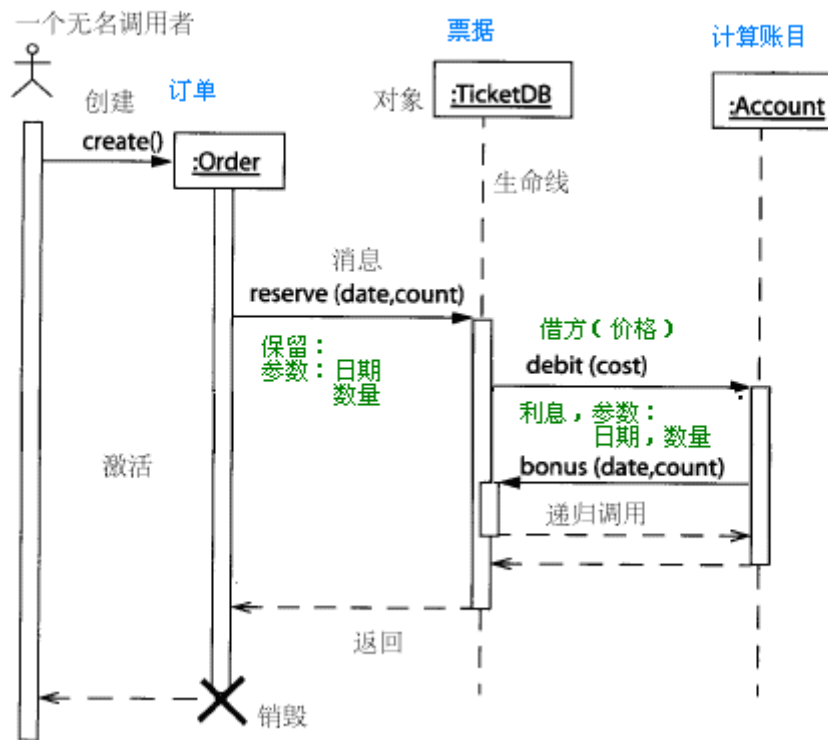 一个无名调用者
票据
计算账目
创建
订单
对象
:TicketDB
:Account
create()
:Order
生命线
消息
reserve (date,count)
保留：
参数：日期
数量
借方（价格）
debit (cost)
利息，参数：
日期，数量
bonus (date,count)
激活
递归调用
返回
销毁